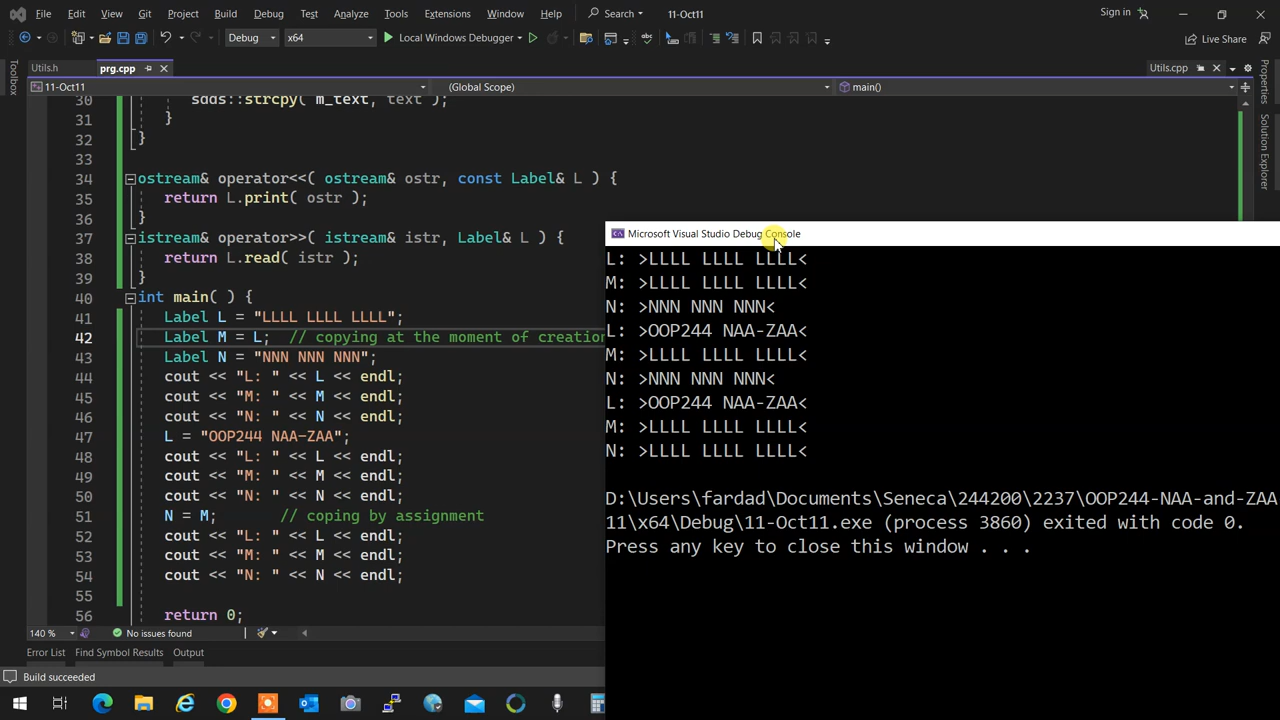 File Edit View Git Project Build Debug Test Analyze Tools Extensions Window Help Search 11-Oct11 Sign in
Debug x64 Local Windows Debugger Live Share
Utils.h prg.cpp Utils.cpp
11-Oct11 (Global Scope) main()
Toolbox
Properties
Solution Explorer
30 sdds::strcpy( m_text, text );
31 }
32 }
33
34 ostream& operator<<( ostream& ostr, const Label& L ) {
35 return L.print( ostr );
36 }
37 istream& operator>>( istream& istr, Label& L ) {
38 return L.read( istr );
39 }
40 int main( ) {
41 Label L = "LLLL LLLL LLLL";
42 Label M = L; // copying at the moment of creation
43 Label N = "NNN NNN NNN";
44 cout << "L: " << L << endl;
45 cout << "M: " << M << endl;
46 cout << "N: " << N << endl;
47 L = "OOP244 NAA-ZAA";
48 cout << "L: " << L << endl;
49 cout << "M: " << M << endl;
50 cout << "N: " << N << endl;
51 N = M; // coping by assignment
52 cout << "L: " << L << endl;
53 cout << "M: " << M << endl;
54 cout << "N: " << N << endl;
55
56 return 0;
140 % No issues found
Error List Find Symbol Results Output
Build succeeded
Microsoft Visual Studio Debug Console
L: >LLLL LLLL LLLL<
M: >LLLL LLLL LLLL<
N: >NNN NNN NNN<
L: >OOP244 NAA-ZAA<
M: >LLLL LLLL LLLL<
N: >NNN NNN NNN<
L: >OOP244 NAA-ZAA<
M: >LLLL LLLL LLLL<
N: >LLLL LLLL LLLL<
D:\Users\fardad\Documents\Seneca\244200\2237\OOP244-NAA-and-ZAA
11\x64\Debug\11-Oct11.exe (process 3860) exited with code 0.
Press any key to close this window . . .